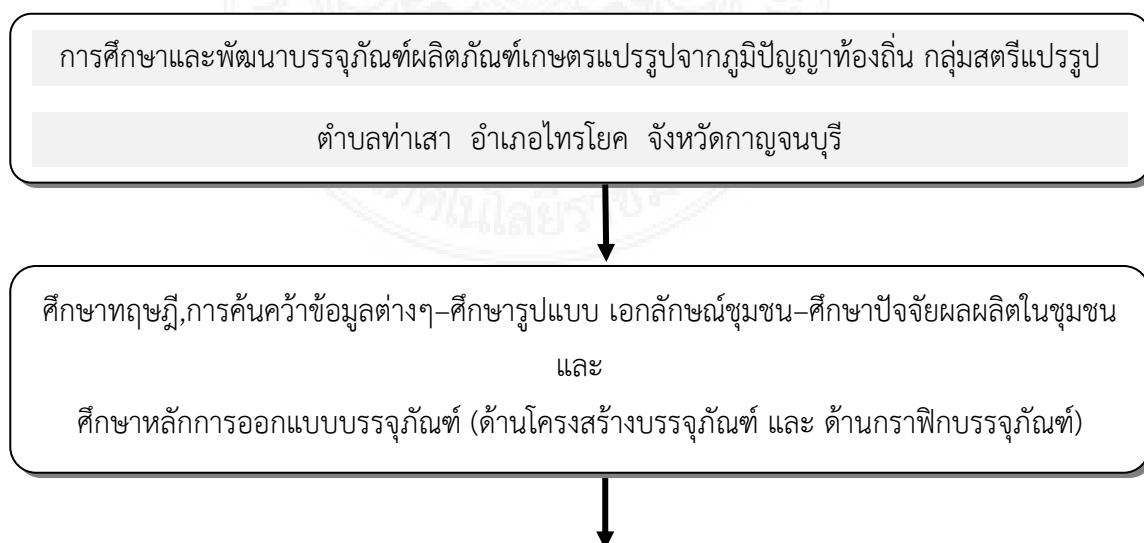 การศึกษาและพัฒนาบรรจุภัณฑ์ผลิตภัณฑ์เกษตรแปรรูปจากภูมิปัญญาท้องถิ่น กลุ่มสตรีแปรรูป
ตำบลท่าเสา อำเภอไทรโยค จังหวัดกาญจนบุรี
ศึกษาทฤษฎี,การค้นคว้าข้อมูลต่างๆ–ศึกษารูปแบบ เอกลักษณ์ชุมชน–ศึกษาปัจจัยผลผลิตในชุมชน
และ
ศึกษาหลักการออกแบบบรรจุภัณฑ์ (ด้านโครงสร้างบรรจุภัณฑ์ และ ด้านกราฟิกบรรจุภัณฑ์)